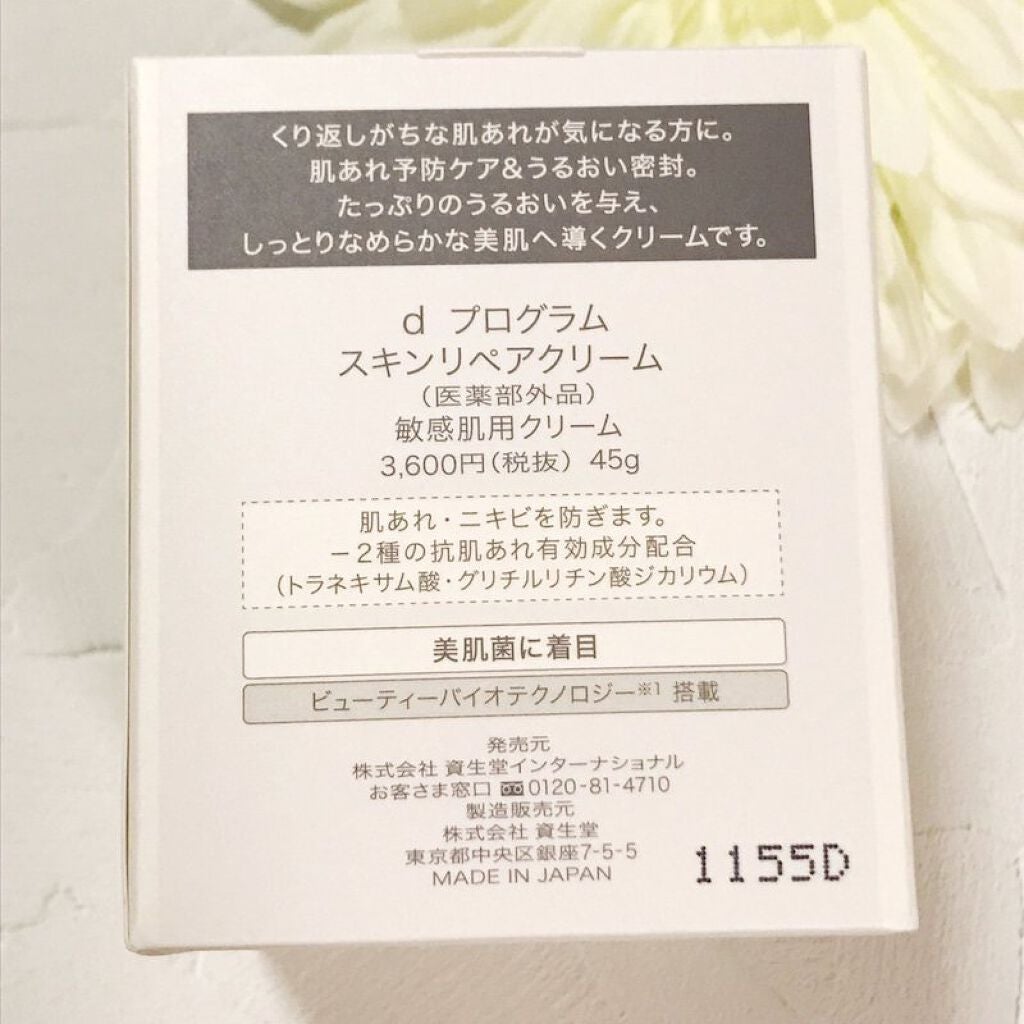 くり返しがちな肌あれが気になる方に。
肌あれ予防ケア&うるおい密封。
たっぷりのうるおいを与え、
しっとりなめらかな美肌へ導くクリームです。
d プログラム
スキンリペアクリーム
（医薬部外品）
敏感肌用クリーム
3,600円（税抜） 45g
肌あれ・ニキビを防ぎます。
－2種の抗肌あれ有効成分配合
（トラネキサム酸・グリチルリチン酸ジカリウム）
美肌菌に着目
ビューティーバイオテクノロジー※1 搭載
発売元
株式会社 資生堂インターナショナル
お客さま窓口 0120-81-4710
製造販売元
株式会社 資生堂
東京都中央区銀座7-5-5
MADE IN JAPAN
1155D